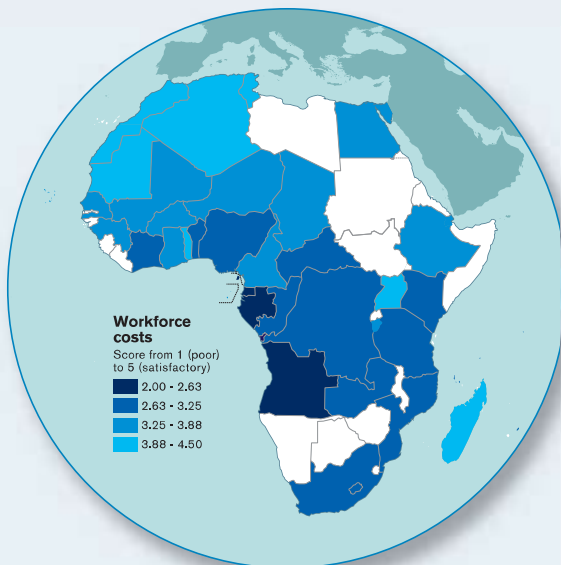 Workforce
costs
Score from 1 (poor)
to 5 (satisfactory)
2.00 - 2.63
2.63 - 3.25
3.25 - 3.88
3.88 - 4.50